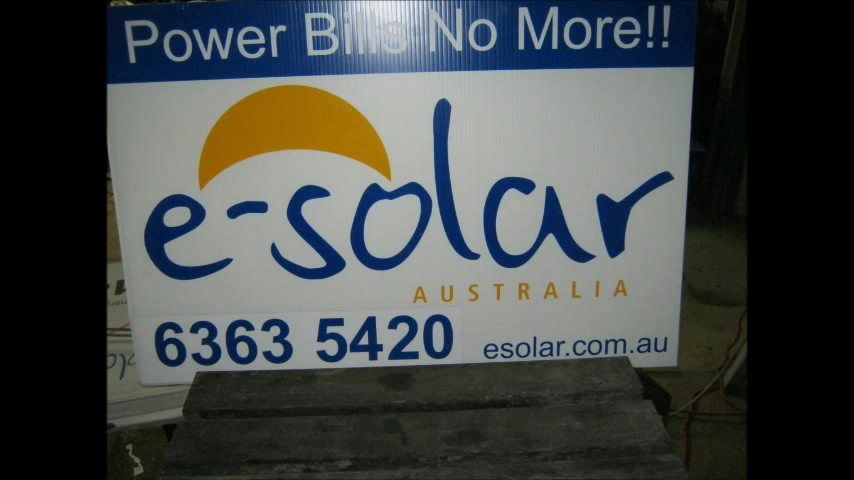 Power Bills No More!!
e-solar
AUSTRALIA
6363 5420
esolar.com.au